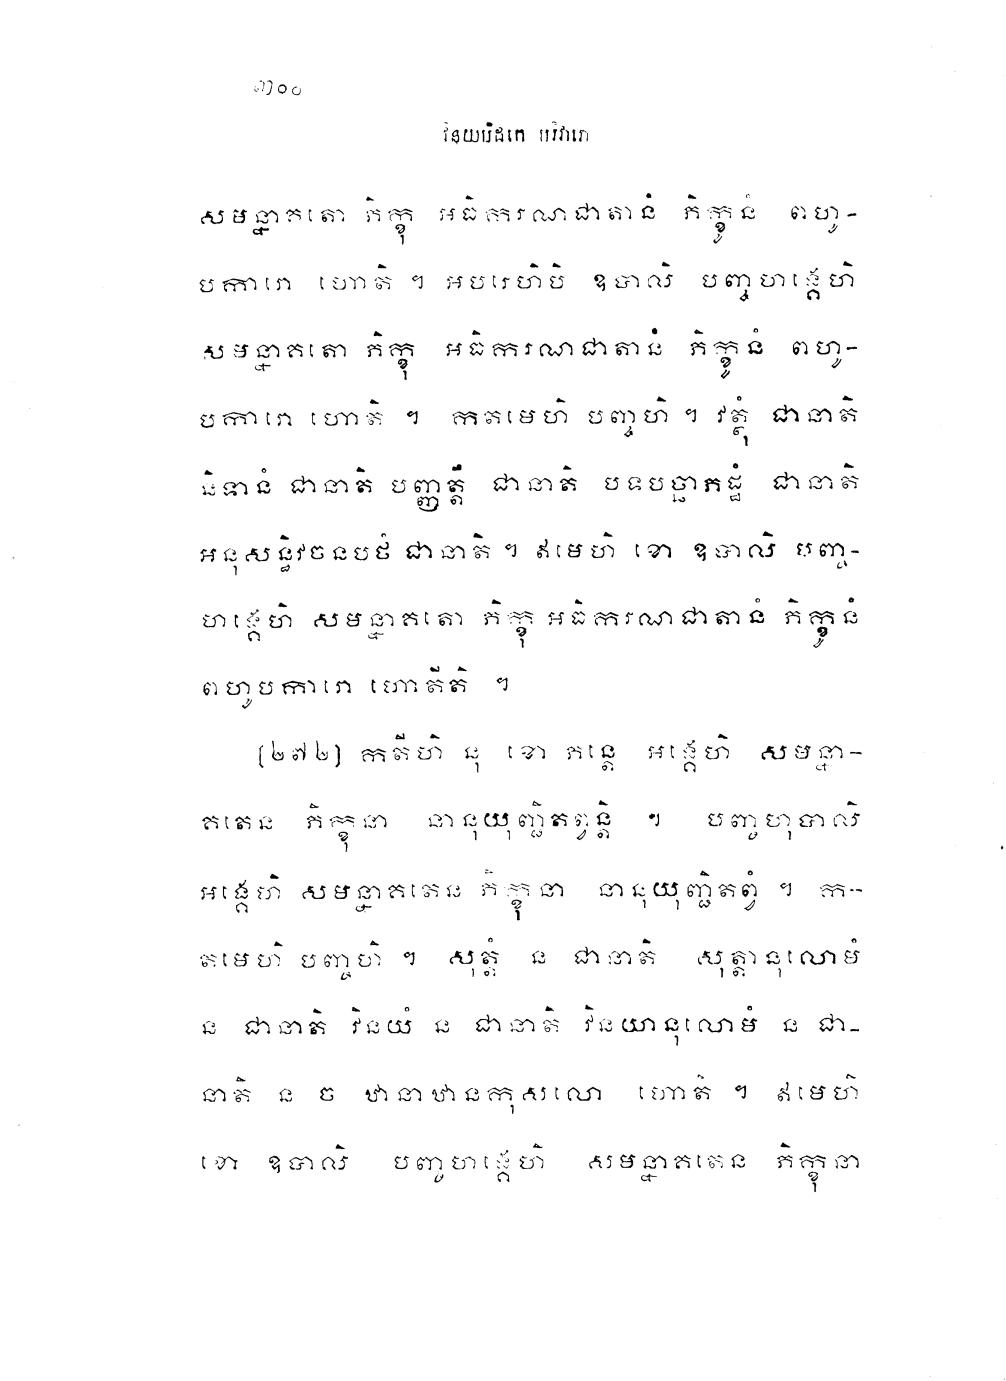 ៣០០
វិនយបិដកេ បរិវារោ
សមន្នាគតោ ភិក្ខុ អធិករណជាតានំ ភិក្ខូនំ ពហូ-
បការោ ហោតិ ។ អបរេហិបិ ឧបាលិ បញ្ចហង្គេហិ
សមន្នាគតោ ភិក្ខុ អធិករណជាតានំ ភិក្ខូនំ ពហូ-
បការោ ហោតិ ។ កតមេហិ បញ្ចហិ ។ វត្ថុំ ជានាតិ
និទានំ ជានាតិ បញ្ញត្តឹ ជានាតិ បទបច្ឆាភដ្ឋំ ជានាតិ
អនុសន្ធិវចនបថំ ជានាតិ ។ ឥមេហិ ខោ ឧបាលិ បញ្ច-
ហង្គេហិ សមន្នាគតោ ភិក្ខុ អធិករណជាតានំ ភិក្ខូនំ
ពហូបការោ ហោតីតិ ។
(២៧២) កតីហិ នុ ខោ ភន្តេ អង្គេហិ សមន្នា-
គតេន ភិក្ខុនា នានុយុញ្ជិតព្វន្តិ ។ បញ្ចហុបាលិ
អង្គេហិ សមន្នាគតេន ភិក្ខុនា នានុយុញ្ជិតព្វំ ។ ក-
តមេហិ បញ្ចហិ ។ សុត្តំ ន ជានាតិ សុត្តានុលោមំ
ន ជានាតិ វិនយំ ន ជានាតិ វិនយានុលោមំ ន ជា-
នាតិ ន ច ឋានាឋានកុសលោ ហោតិ ។ ឥមេហិ
ខោ ឧបាលិ បញ្ចហង្គេហិ សមន្នាគតេន ភិក្ខុនា